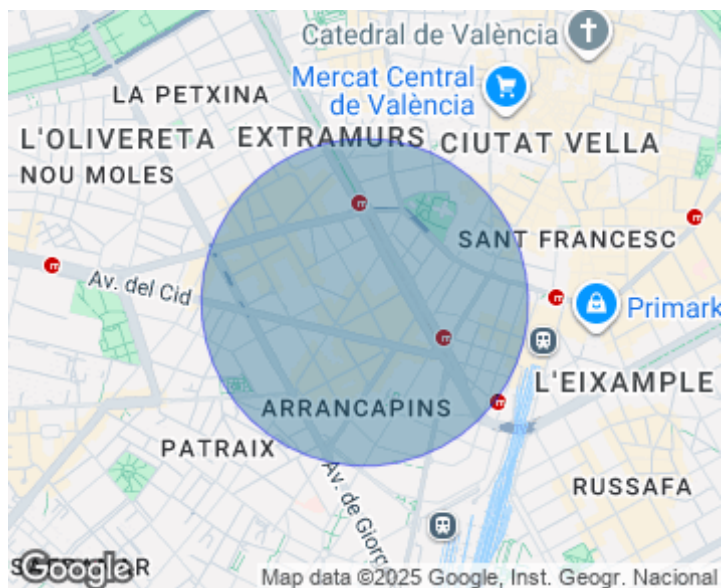 Catedral de València
Mercat Central
de València
LA PETXINA
L'OLIVERETA
EXTRAMURS
CIUTAT VELLA
NOU MOLES
SANT FRANCESC
Av. del Cid
Primark
L'EIXAMPLE
ARRANCAPINS
PATRAIX
Av. de Giorg
RUSSAFA
Google
Map data ©2025 Google, Inst. Geogr. Nacional